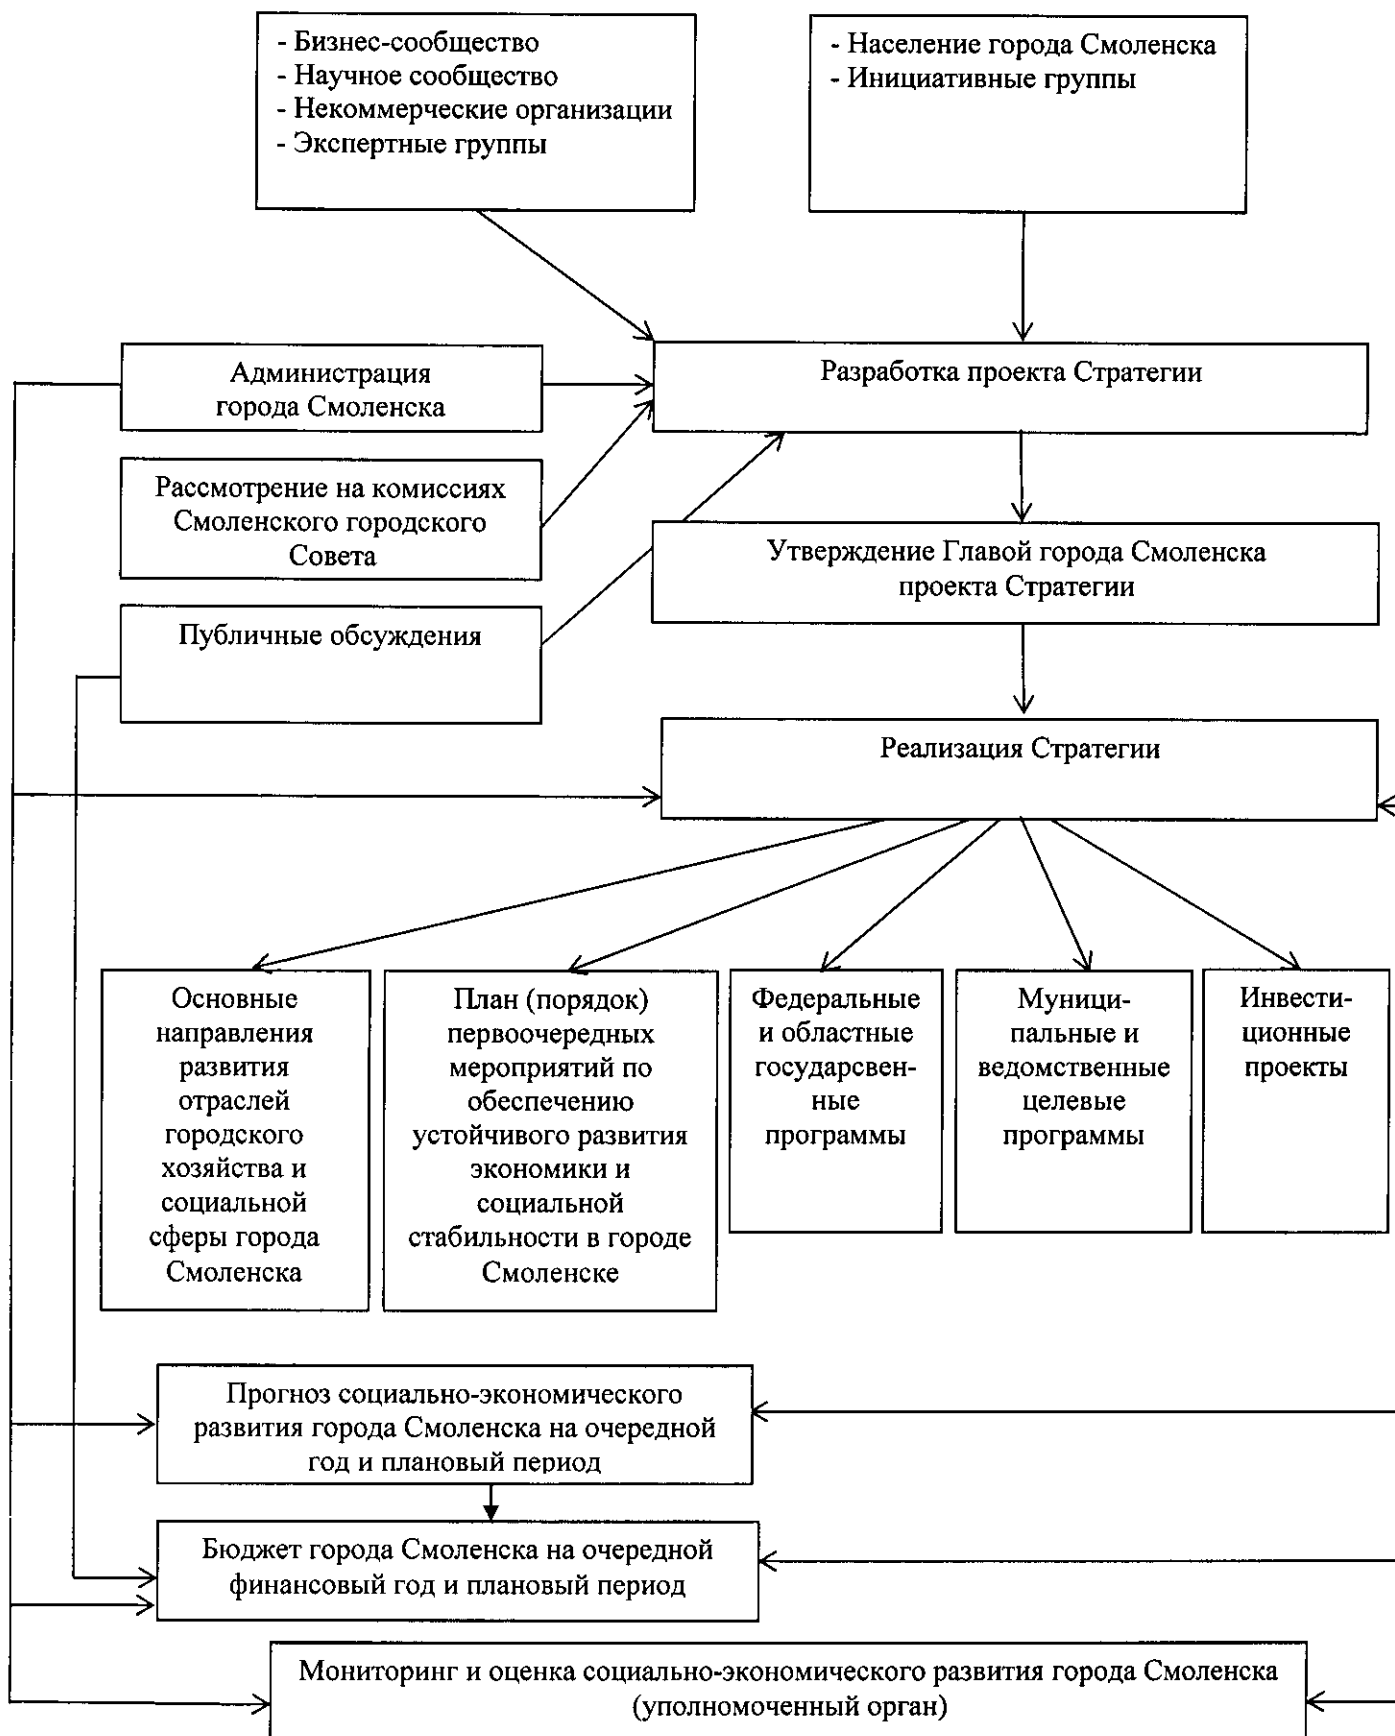 - Бизнес-сообщество
- Научное сообщество
- Некоммерческие организации
- Экспертные группы
- Население города Смоленска
- Инициативные группы
Администрация
города Смоленска
Разработка проекта Стратегии
Рассмотрение на комиссиях
Смоленского городского
Совета
Утверждение Главой города Смоленска
проекта Стратегии
Публичные обсуждения
Реализация Стратегии
Основные
направления
развития
отраслей
городского
хозяйства и
социальной
сферы города
Смоленска
План (порядок)
первоочередных
мероприятий по
обеспечению
устойчивого развития
экономики и
социальной
стабильности в городе
Смоленске
Федеральные
и областные
государсвен-
ные
программы
Муници-
пальные и
ведомственные
целевые
программы
Инвести-
ционные
проекты
Прогноз социально-экономического
развития города Смоленска на очередной
год и плановый период
Бюджет города Смоленска на очередной
финансовый год и плановый период
Мониторинг и оценка социально-экономического развития города Смоленска
(уполномоченный орган)